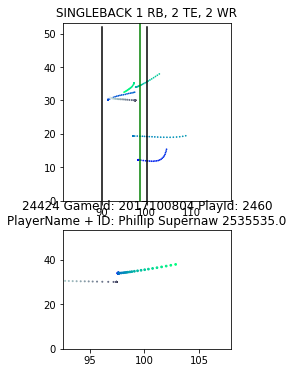 SINGLEBACK 1 RB, 2 TE, 2 WR
50
40
30
20
10
0
90 100 110
24424 GameId: 2017100804 PlayId: 2460
PlayerName + ID: Phillip Supernaw 2535535.0
40
20
0
95 100 105